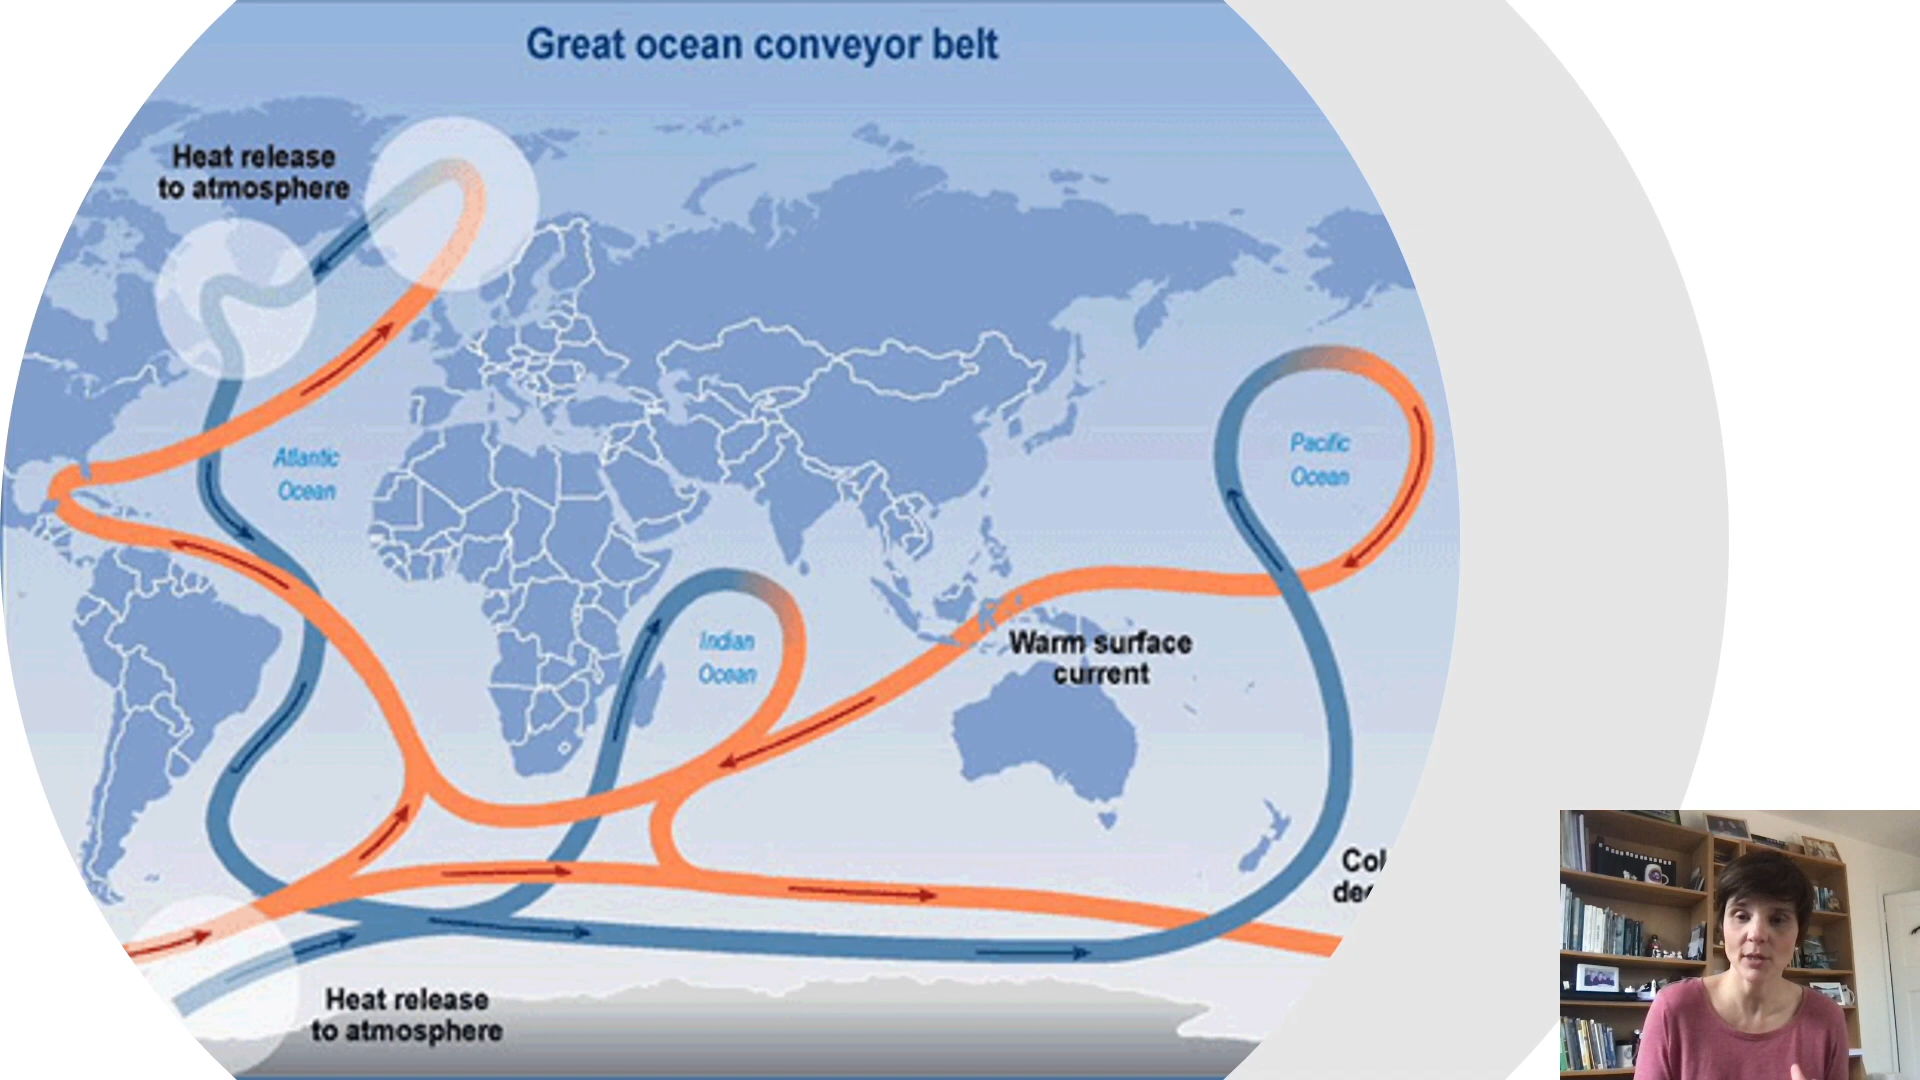 Great ocean conveyor belt
Heat release
to atmosphere
Atlantic
Ocean
Pacific
Ocean
Indian
Ocean
Warm surface
current
Heat release
to atmosphere